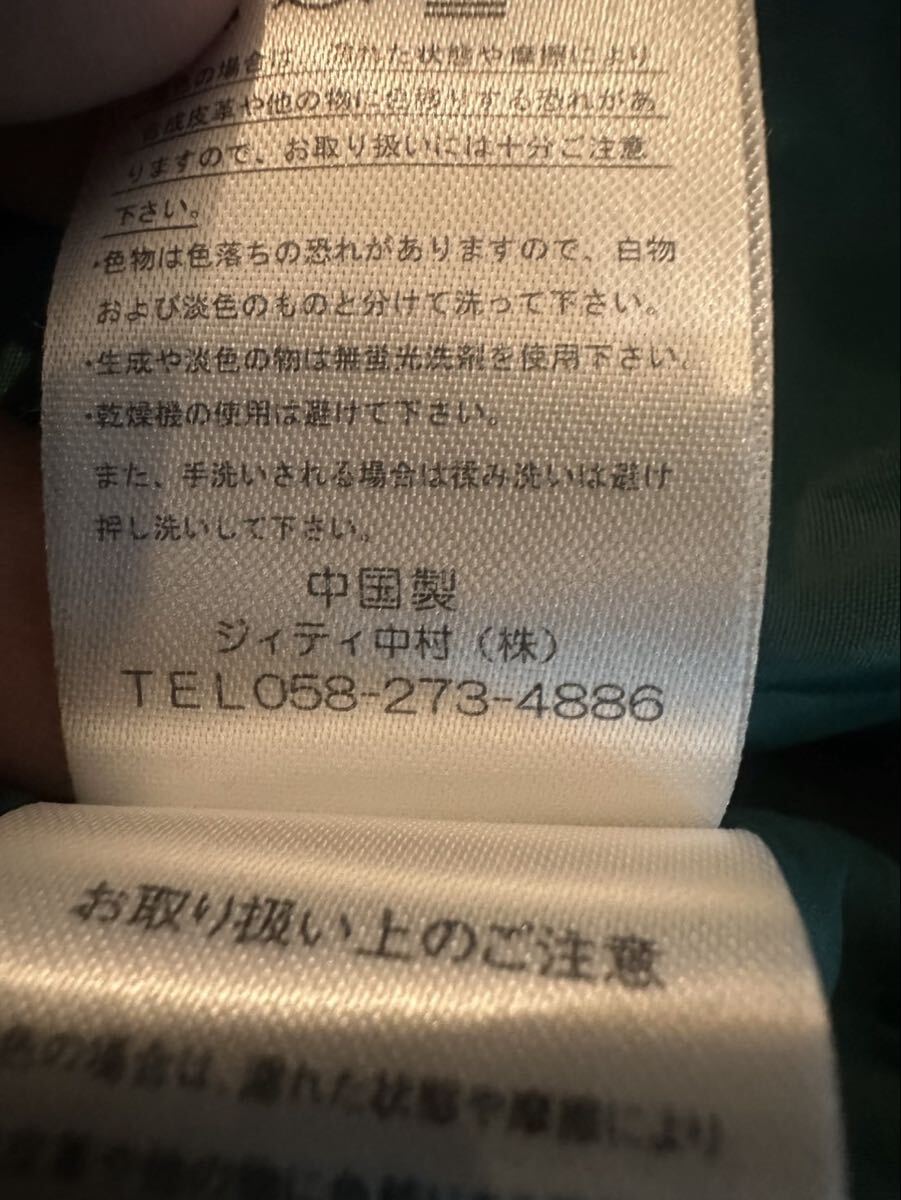 色の場合は、濡れた状態や摩擦により
合成皮革や他の物に色移りする恐れがあ
りますので、お取り扱いには十分ご注意
下さい。
・色物は色落ちの恐れがありますので、白物
および淡色のものと分けて洗って下さい。
・生成や淡色の物は無蛍光洗剤を使用下さい。
・乾燥機の使用は避けて下さい。
また、手洗いされる場合は揉み洗いは避け
押し洗いして下さい。
中国製
ジィティ中村(株)
TEL058-273-4886
お取り扱い上のご注意
色の場合は、濡れた状態や摩擦により